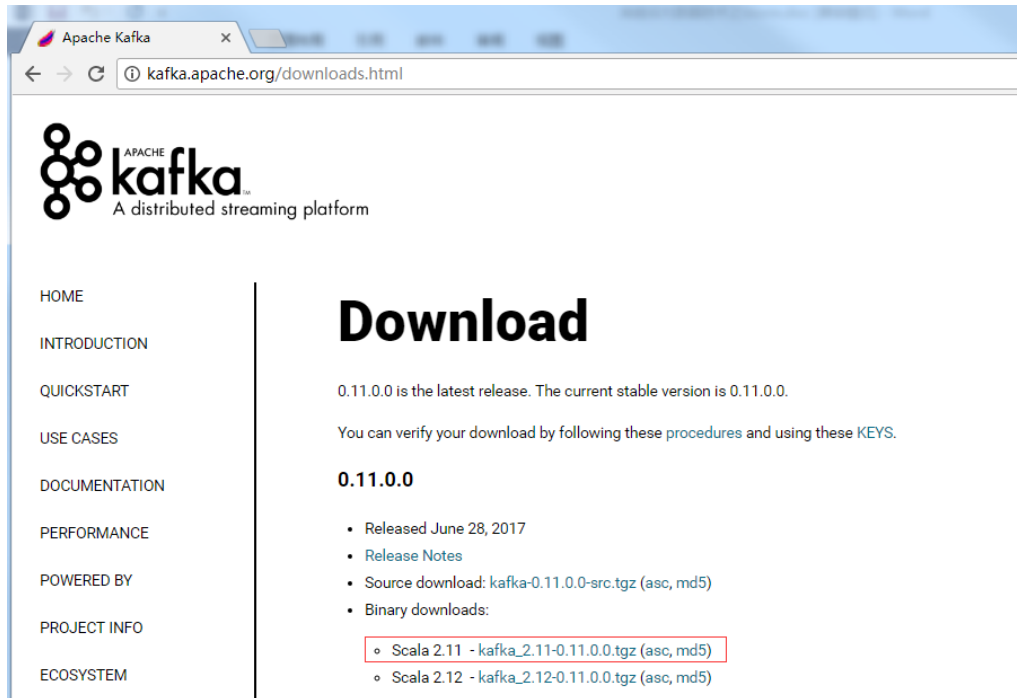 Apache Kafka
kafka.apache.org/downloads.html
APACHE
kafka
TM
A distributed streaming platform
HOME
INTRODUCTION
QUICKSTART
USE CASES
DOCUMENTATION
PERFORMANCE
POWERED BY
PROJECT INFO
ECOSYSTEM
Download
0.11.0.0 is the latest release. The current stable version is 0.11.0.0.
You can verify your download by following these procedures and using these KEYS.
0.11.0.0
Released June 28, 2017
Release Notes
Source download: kafka-0.11.0.0-src.tgz (asc, md5)
Binary downloads:
Scala 2.11 - kafka_2.11-0.11.0.0.tgz (asc, md5)
Scala 2.12 - kafka_2.12-0.11.0.0.tgz (asc, md5)